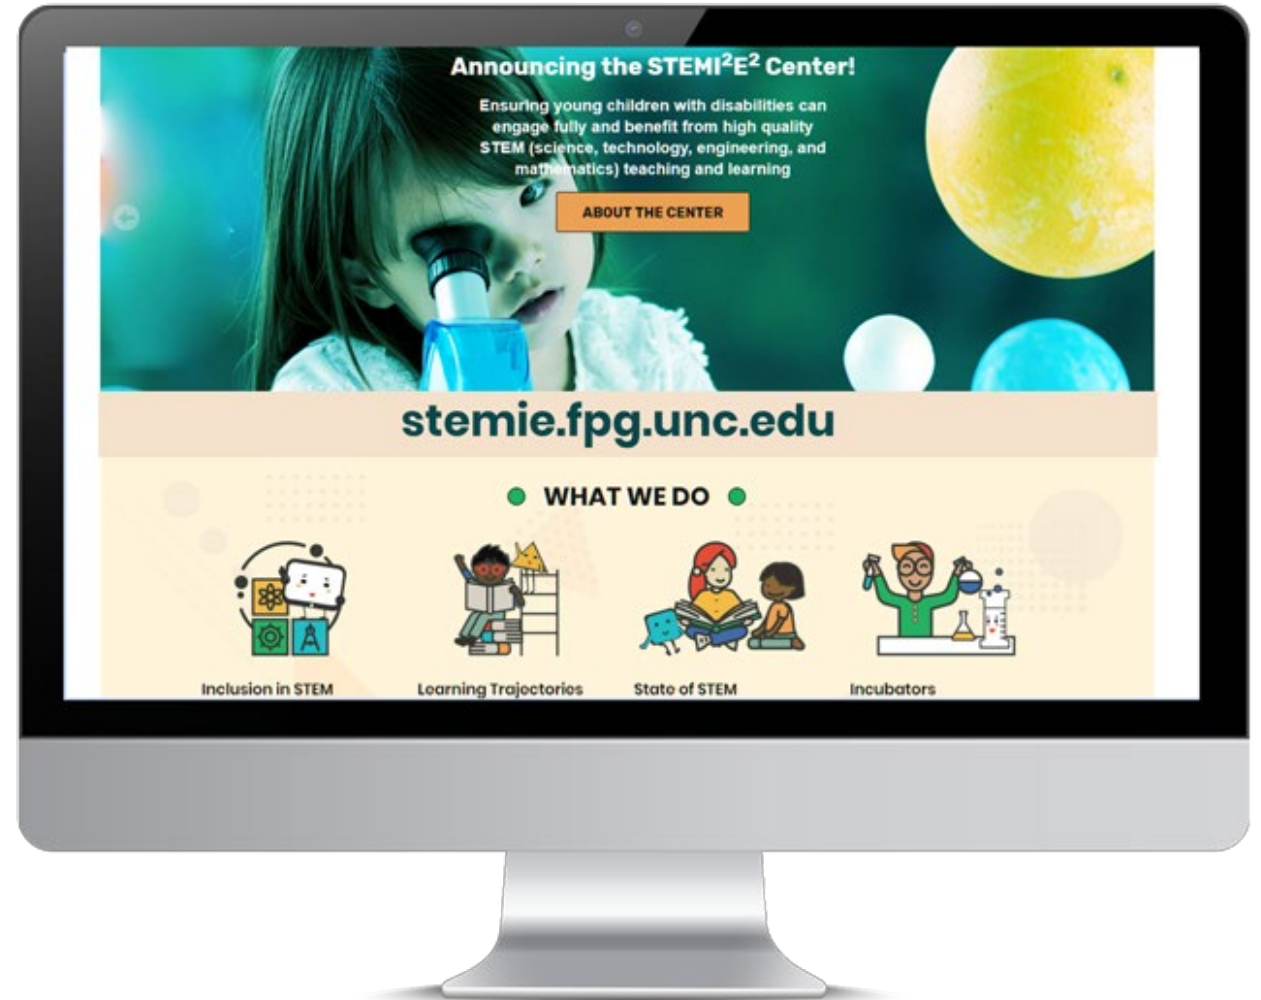 Announcing the STEMI²E² Center!
Ensuring young children with disabilities can
engage fully and benefit from high quality
STEM (science, technology, engineering, and
mathematics) teaching and learning
ABOUT THE CENTER
stemie.fpg.unc.edu
WHAT WE DO
Inclusion in STEM
Learning Trajectories
State of STEM
Incubators